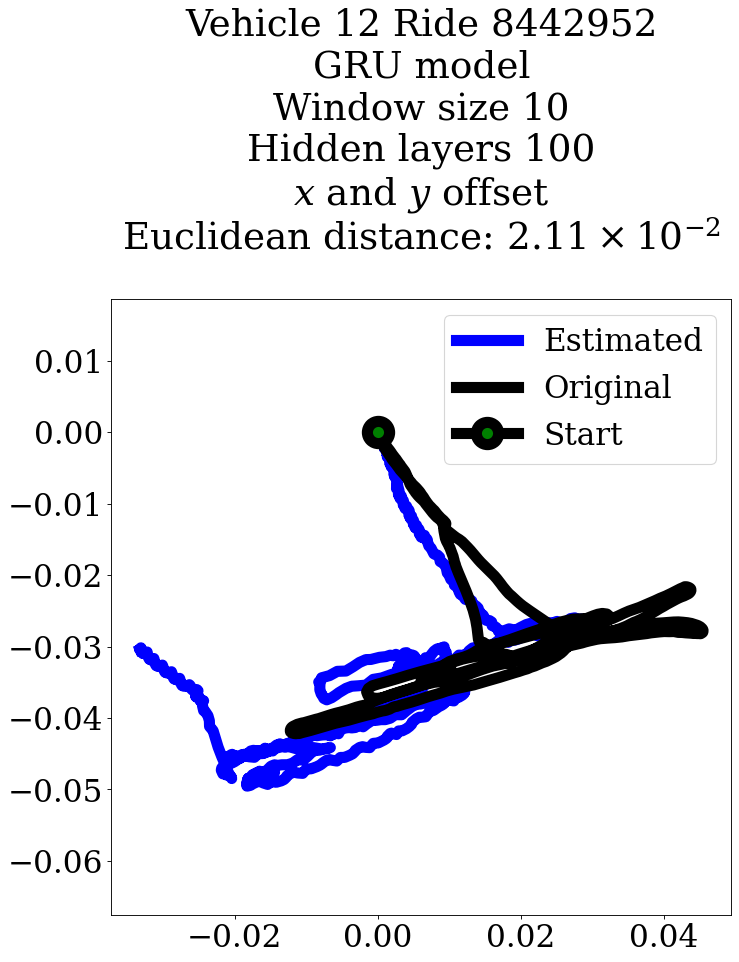 Vehicle 12 Ride 8442952
GRU model
Window size 10
Hidden layers 100
x and y offset
Euclidean distance: 2.11 × 10⁻²
Estimated
Original
Start
0.01
0.00
−0.01
−0.02
−0.03
−0.04
−0.05
−0.06
−0.02 0.00 0.02 0.04